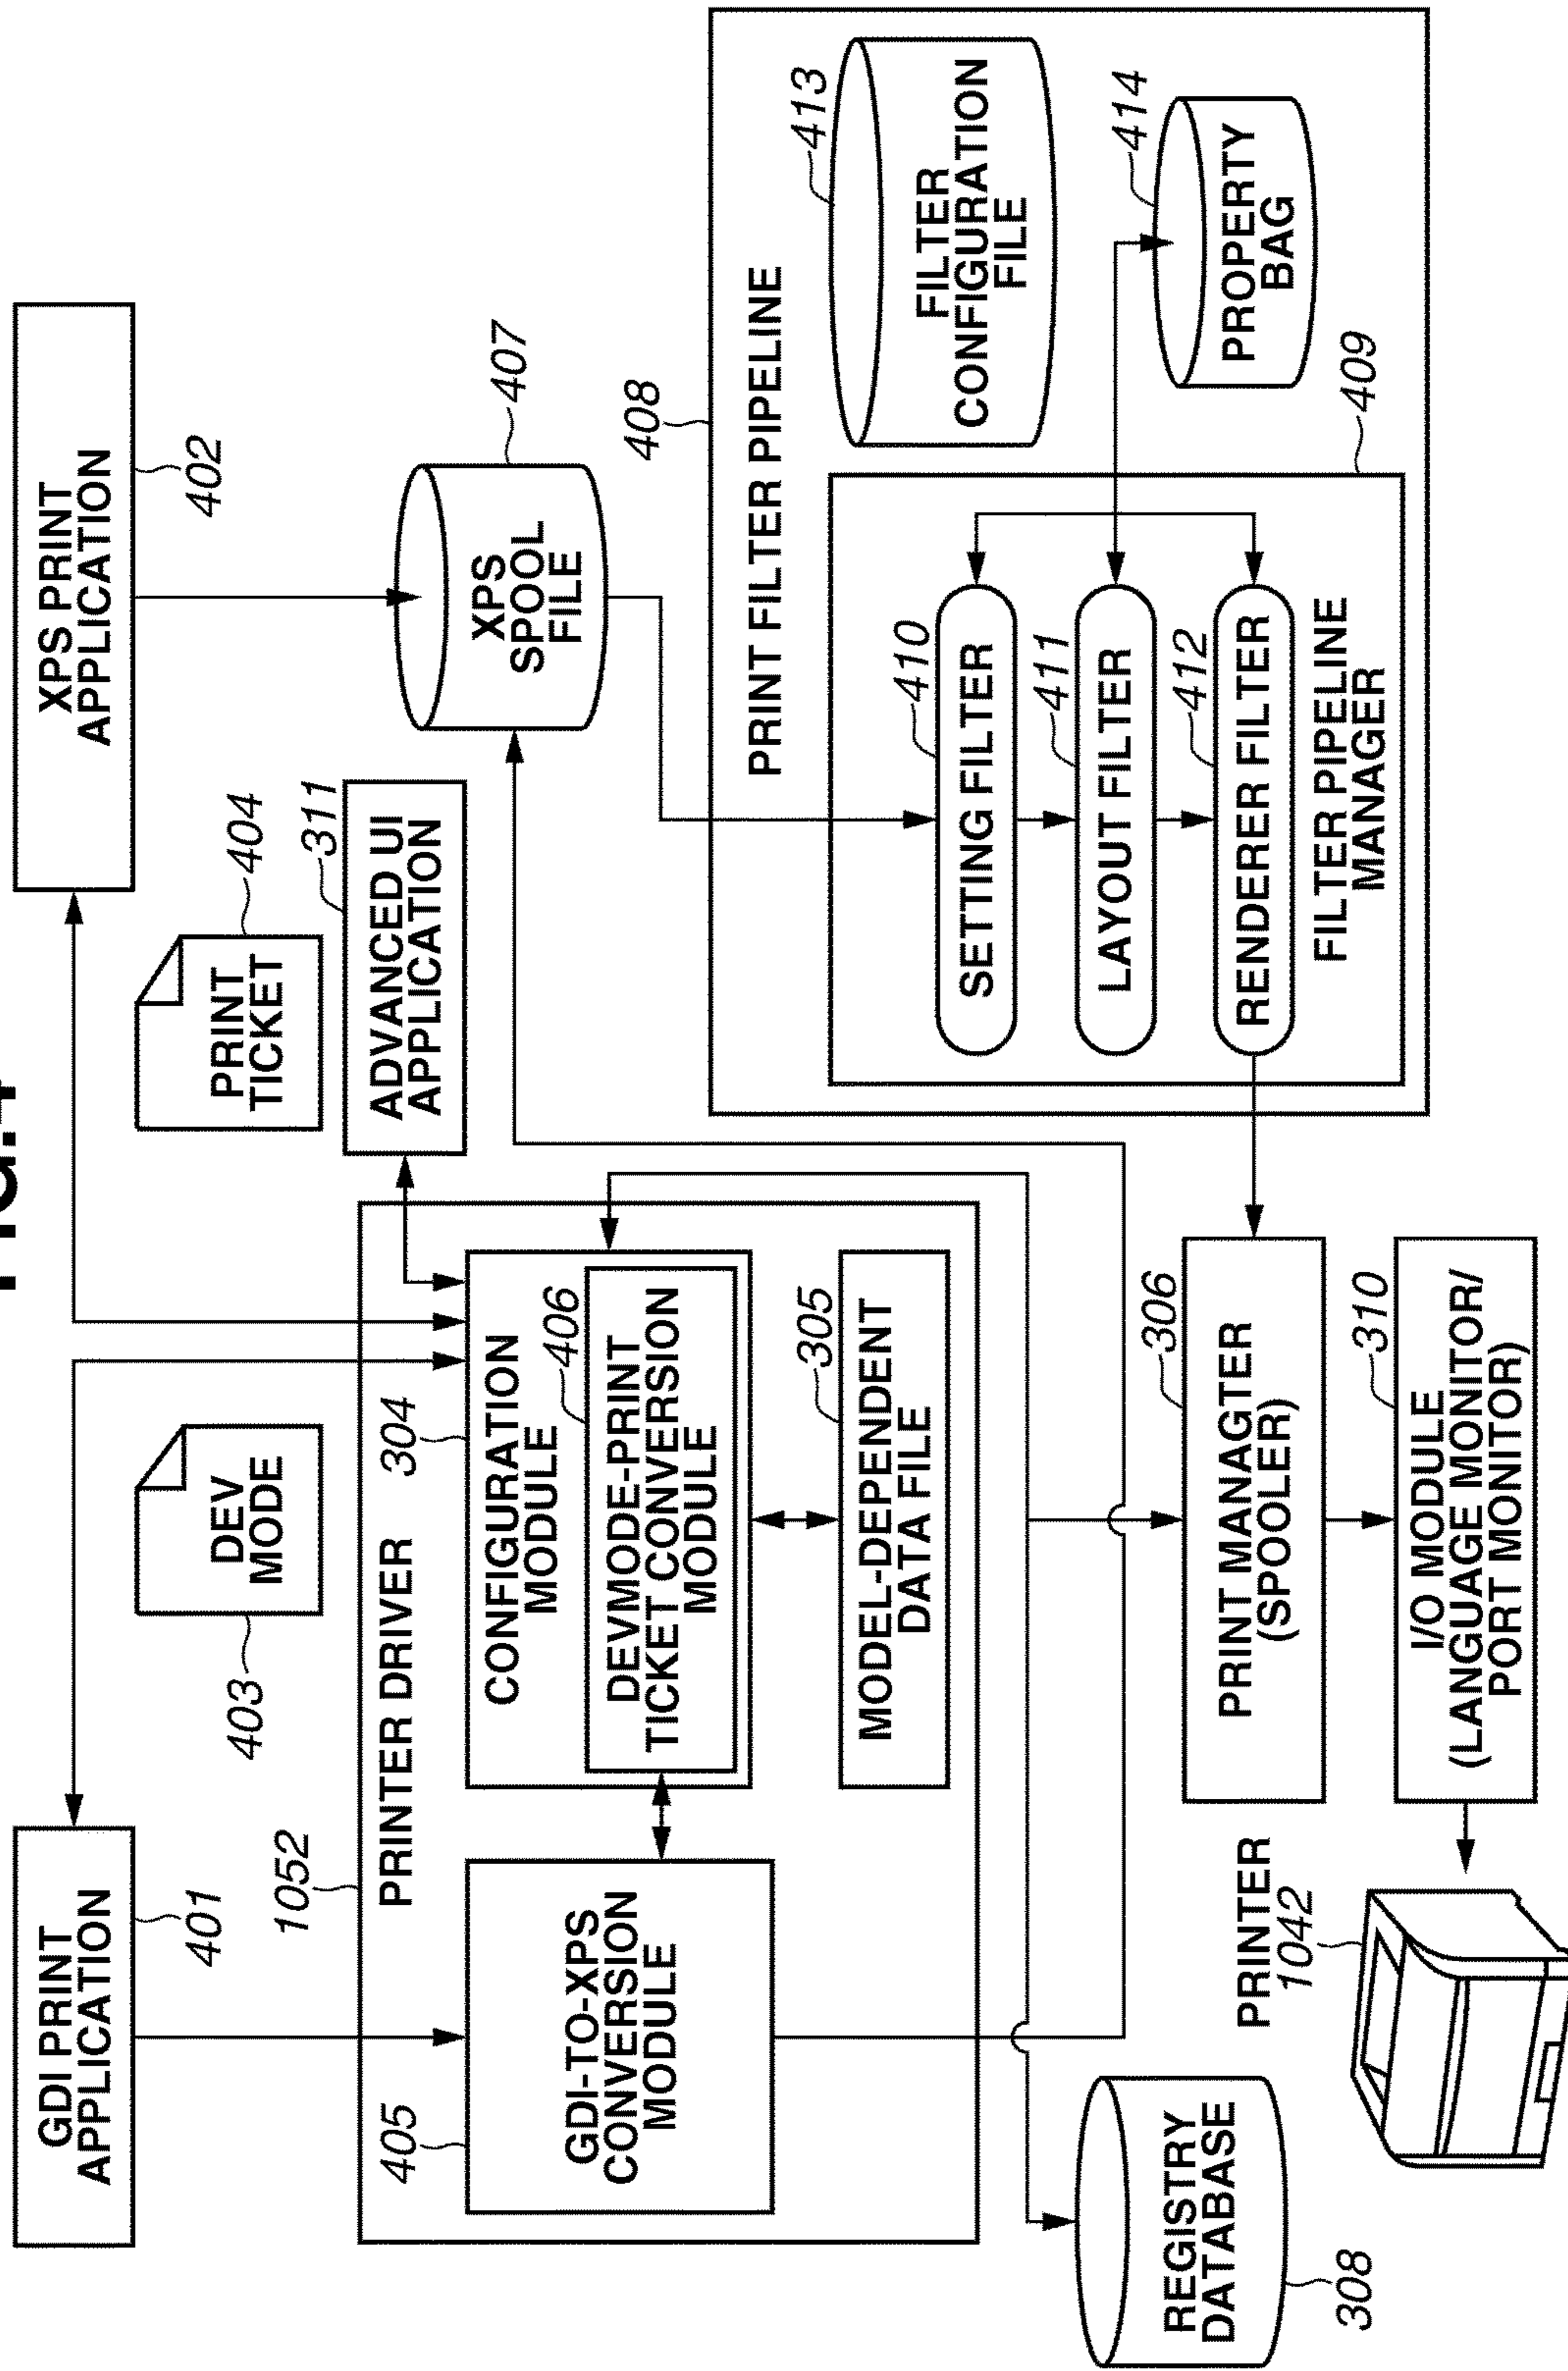 GDI PRINT
APPLICATION
401
XPS PRINT
APPLICATION
402
DEV
MODE
403
PRINT
TICKET
404
ADVANCED UI
APPLICATION
311
1052
PRINTER DRIVER
405
GDI-TO-XPS
CONVERSION
MODULE
304
CONFIGURATION
MODULE
406
DEVMODE-PRINT
TICKET CONVERSION
MODULE
305
MODEL-DEPENDENT
DATA FILE
XPS
SPOOL
FILE
407
408
PRINT FILTER PIPELINE
413
FILTER
CONFIGURATION
FILE
414
PROPERTY
BAG
409
410
SETTING FILTER
411
LAYOUT FILTER
412
RENDERER FILTER
FILTER PIPELINE
MANAGER
REGISTRY
DATABASE
308
306
PRINT MANAGTER
(SPOOLER)
310
I/O MODULE
(LANGUAGE MONITOR/
PORT MONITOR)
PRINTER
1042